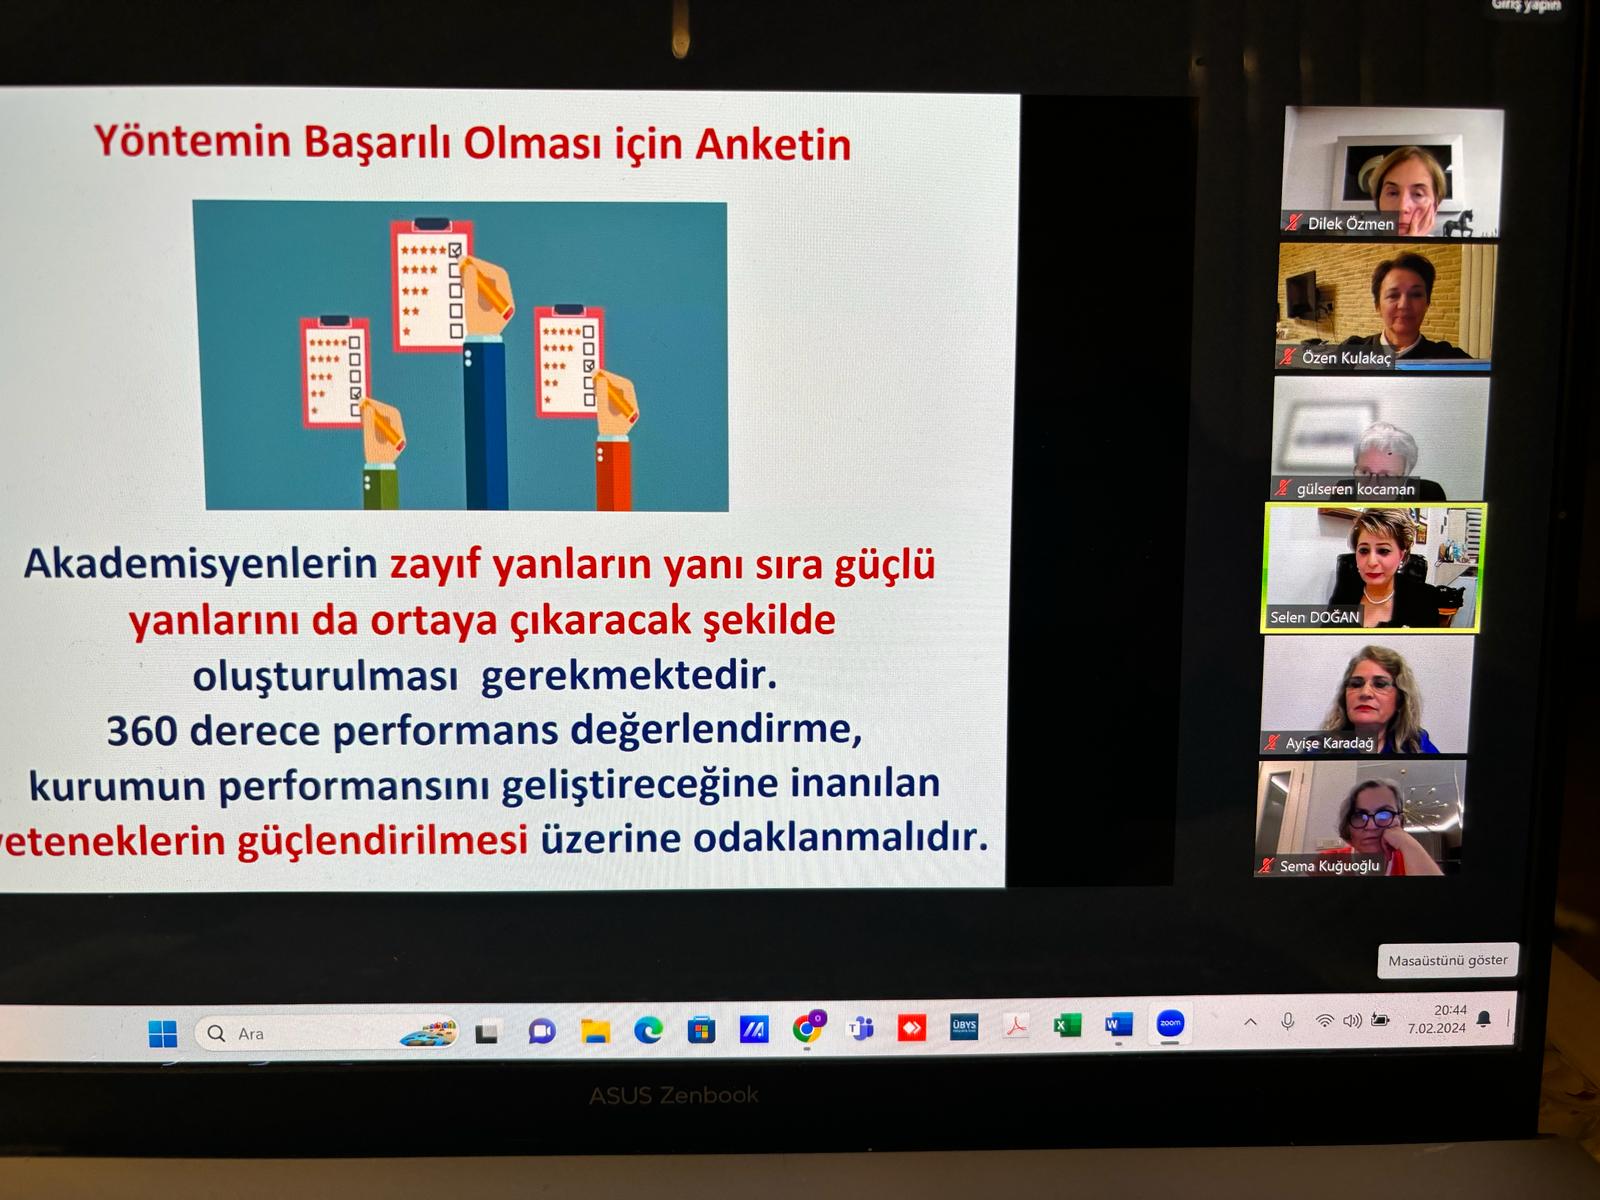 Giriş yapın
Yöntemin Başarılı Olması için Anketin
Akademisyenlerin zayıf yanların yanı sıra güçlü
yanlarını da ortaya çıkaracak şekilde
oluşturulması gerekmektedir.
360 derece performans değerlendirme,
kurumun performansını geliştireceğine inanılan
yeteneklerin güçlendirilmesi üzerine odaklanmalıdır.
Dilek Özmen
Özen Kulakaç
gülseren kocaman
Selen DOĞAN
Ayişe Karadağ
Sema Kuğuoğlu
Masaüstünü göster
Ara
ÜBYS
zoom
20:44
7.02.2024
ASUS Zenbook